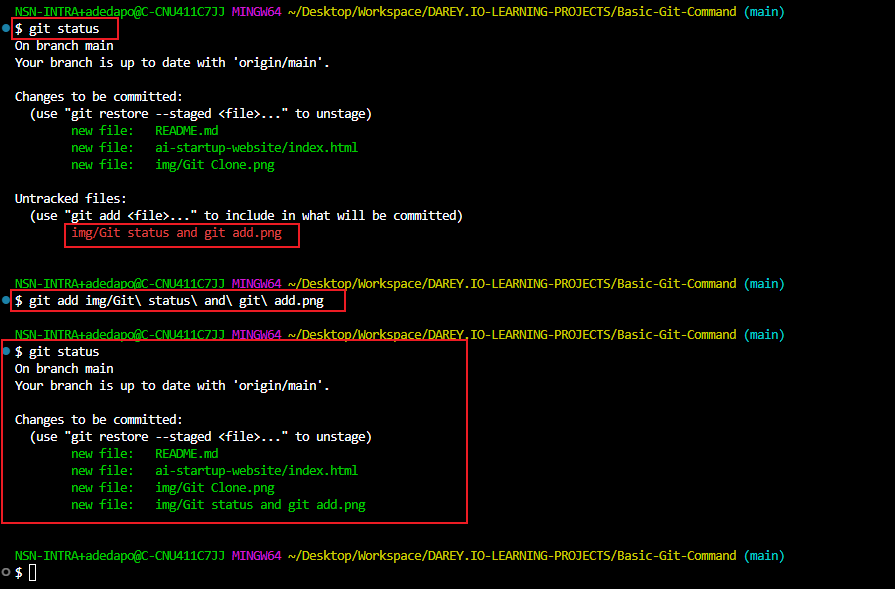 NSN-INTRA+adedapo@C-CNU411C7JJ MINGW64 ~/Desktop/Workspace/DAREY.IO-LEARNING-PROJECTS/Basic-Git-Command (main)
$ git status
On branch main
Your branch is up to date with 'origin/main'.
Changes to be committed:
(use "git restore --staged <file>..." to unstage)
new file: README.md
new file: ai-startup-website/index.html
new file: img/Git Clone.png
Untracked files:
(use "git add <file>..." to include in what will be committed)
img/Git status and git add.png
NSN-INTRA+adedapo@C-CNU411C7JJ MINGW64 ~/Desktop/Workspace/DAREY.IO-LEARNING-PROJECTS/Basic-Git-Command (main)
$ git add img/Git\ status\ and\ git\ add.png
NSN-INTRA+adedapo@C-CNU411C7JJ MINGW64 ~/Desktop/Workspace/DAREY.IO-LEARNING-PROJECTS/Basic-Git-Command (main)
$ git status
On branch main
Your branch is up to date with 'origin/main'.
Changes to be committed:
(use "git restore --staged <file>..." to unstage)
new file: README.md
new file: ai-startup-website/index.html
new file: img/Git Clone.png
new file: img/Git status and git add.png
NSN-INTRA+adedapo@C-CNU411C7JJ MINGW64 ~/Desktop/Workspace/DAREY.IO-LEARNING-PROJECTS/Basic-Git-Command (main)
$